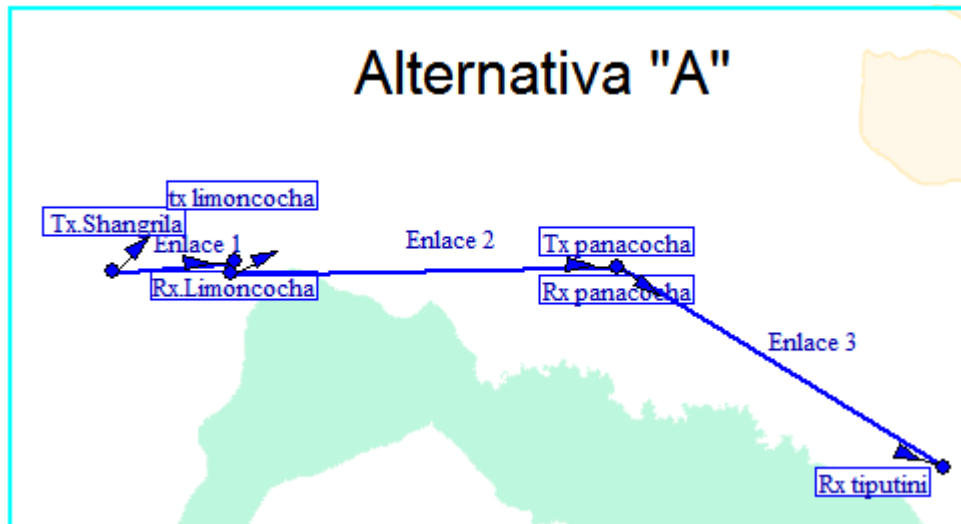 Alternativa "A"
tx limoncocha
Tx.Shangrila
Enlace 1
Enlace 2
Tx panacocha
Rx.Limoncocha
Rx panacocha
Enlace 3
Rx tiputini